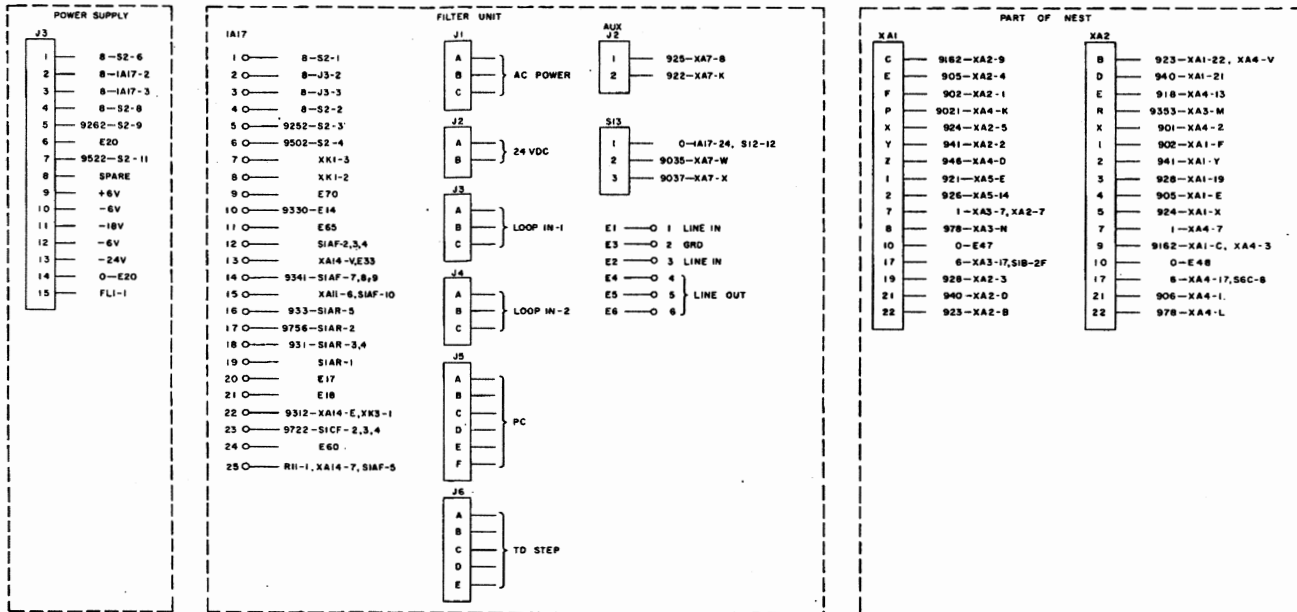 POWER SUPPLY
J3
1 8-S2-6
2 8-1A17-2
3 8-1A17-3
4 8-S2-8
5 9262-S2-9
6 E20
7 9522-S2-11
8 SPARE
9 +6V
10 -6V
11 -18V
12 -6V
13 -24V
14 0-E20
15 FL1-1
FILTER UNIT
1A17
1 8-S2-1
2 8-J3-2
3 8-J3-3
4 8-S2-2
5 9252-S2-3
6 9502-S2-4
7 XK1-3
8 XK1-2
9 E70
10 9330-E14
11 E65
12 S1AF-2,3,4
13 XA14-V,E33
14 9341-S1AF-7,8,9
15 XA11-6,S1AF-10
16 933-S1AR-5
17 9756-S1AR-2
18 931-S1AR-3,4
19 S1AR-1
20 E17
21 E18
22 9312-XA14-E,XK3-1
23 9722-S1CF-2,3,4
24 E60
25 R11-1,XA14-7,S1AF-5
J1
A
B
C
AC POWER
J2
A
B
24 VDC
J3
A
B
C
LOOP IN-1
J4
A
B
C
LOOP IN-2
J5
A
B
C
D
E
F
PC
J6
A
B
C
D
E
TD STEP
AUX
J2
1 925-XA7-8
2 922-XA7-K
S13
1 0-1A17-24, S12-12
2 9035-XA7-W
3 9037-XA7-X
E1 1 LINE IN
E3 2 GRD
E2 3 LINE IN
E4 4
E5 5
E6 6
LINE OUT
PART OF NEST
XA1
C 9162-XA2-9
E 905-XA2-4
F 902-XA2-1
P 9021-XA4-K
X 924-XA2-5
Y 941-XA2-2
Z 946-XA4-D
1 921-XA5-E
2 926-XA5-14
7 1-XA3-7,XA2-7
8 978-XA3-N
10 0-E47
17 6-XA3-17,S1B-2F
19 928-XA2-3
21 940-XA2-D
22 923-XA2-B
XA2
B 923-XA1-22, XA4-V
D 940-XA1-21
E 918-XA4-13
R 9353-XA3-M
X 901-XA4-2
1 902-XA1-F
2 941-XA1-Y
3 928-XA1-19
4 905-XA1-E
5 924-XA1-X
7 1-XA4-7
9 9162-XA1-C, XA4-3
10 0-E48
17 6-XA4-17,S6C-8
21 906-XA4-1
22 978-XA4-L